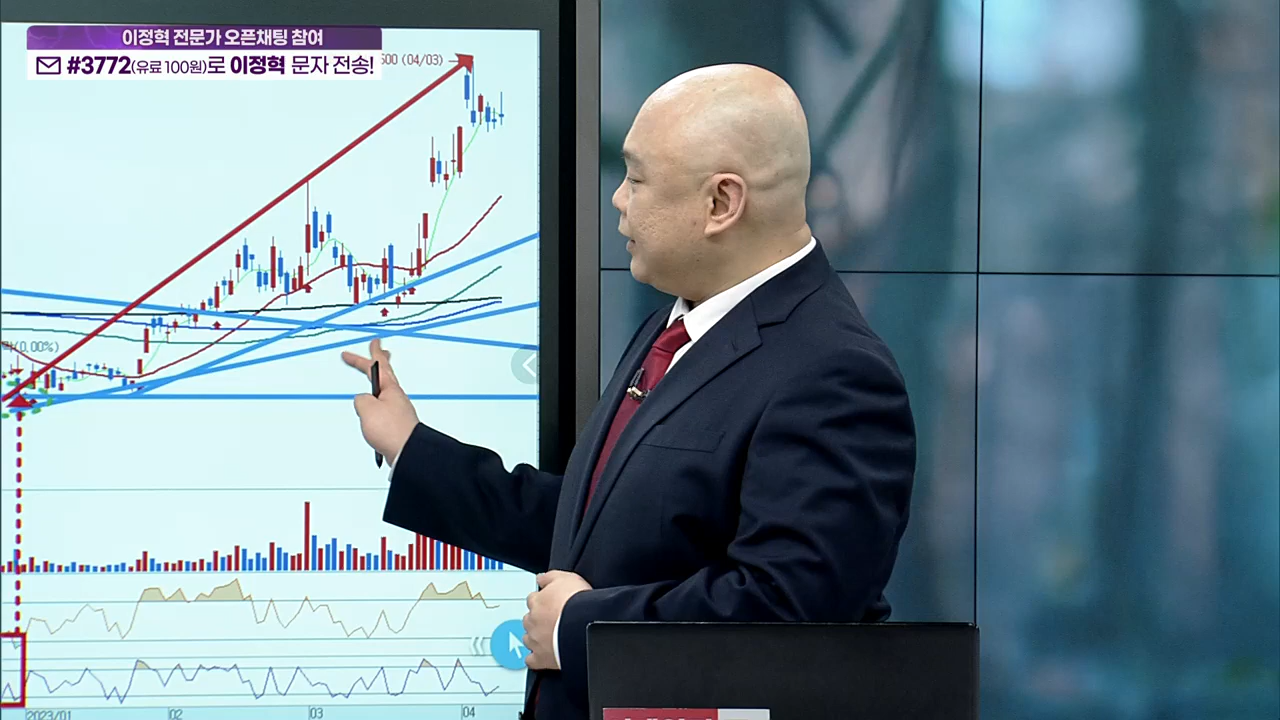 이정혁 전문가 오픈채팅 참여
#3772(유료 100원)로 이정혁 문자 전송!
500 (04/03)
(0.00%)
2023/01 02 03 04